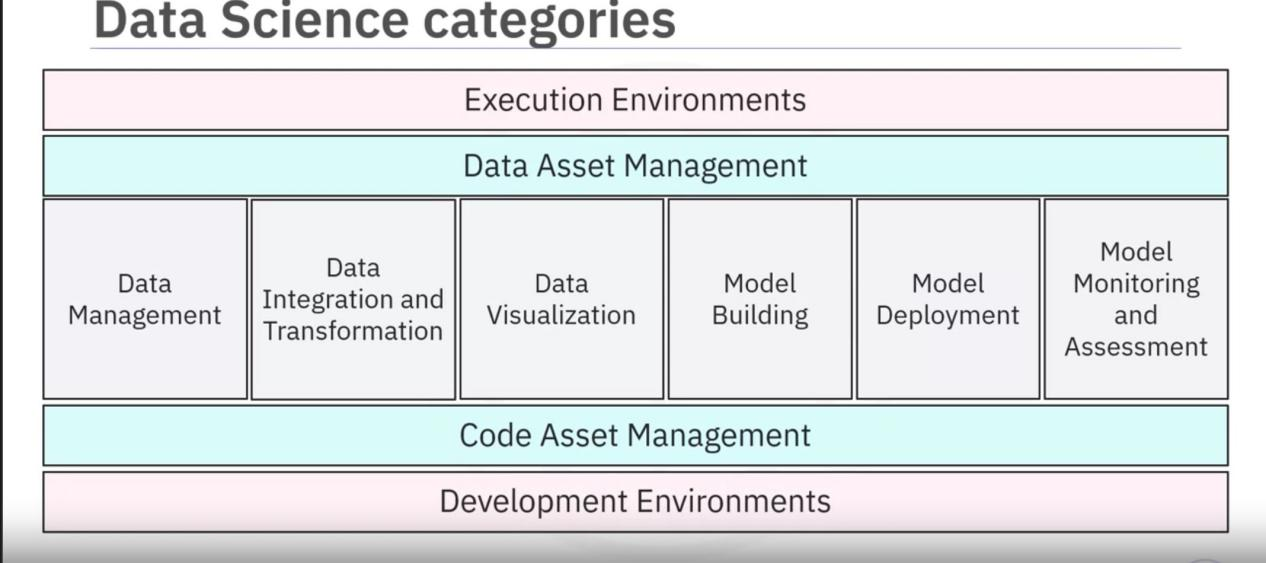 Data Science categories
Execution Environments
Data Asset Management
Data
Management
Data
Integration and
Transformation
Data
Visualization
Model
Building
Model
Deployment
Model
Monitoring
and
Assessment
Code Asset Management
Development Environments